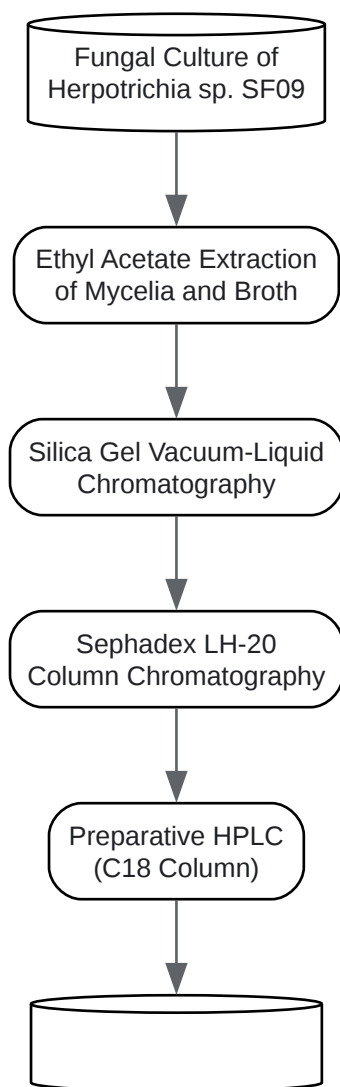 Fungal Culture of
Herpotrichia sp. SF09
Ethyl Acetate Extraction
of Mycelia and Broth
Silica Gel Vacuum-Liquid
Chromatography
Sephadex LH-20
Column Chromatography
Preparative HPLC
(C18 Column)